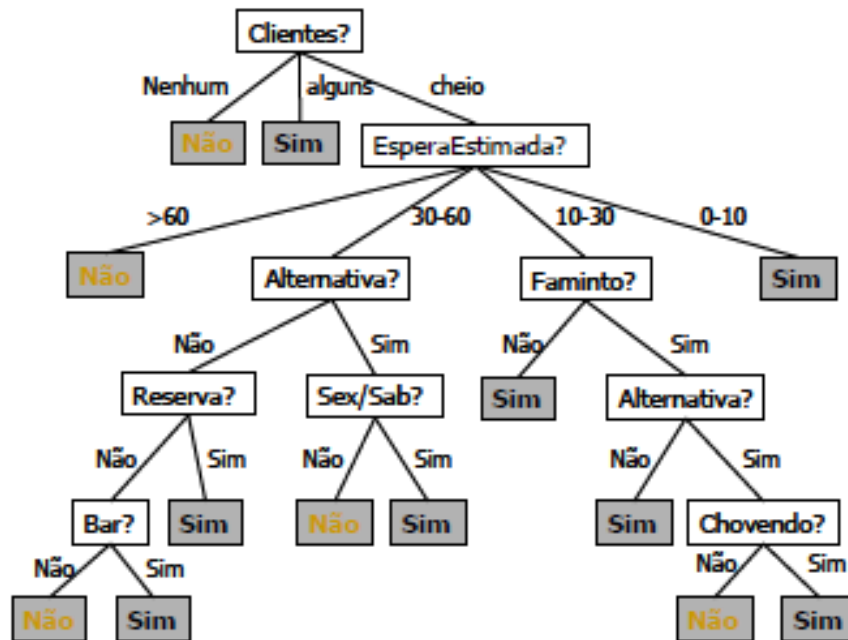 Clientes?
Nenhum alguns cheio
Não Sim EsperaEstimada?
>60 30-60 10-30 0-10
Não Alternativa? Faminto? Sim
Não Sim Não Sim
Reserva? Sex/Sab? Sim Alternativa?
Não Sim Não Sim Não Sim
Bar? Sim Não Sim Sim Chovendo?
Não Sim Não Sim
Não Sim Não Sim